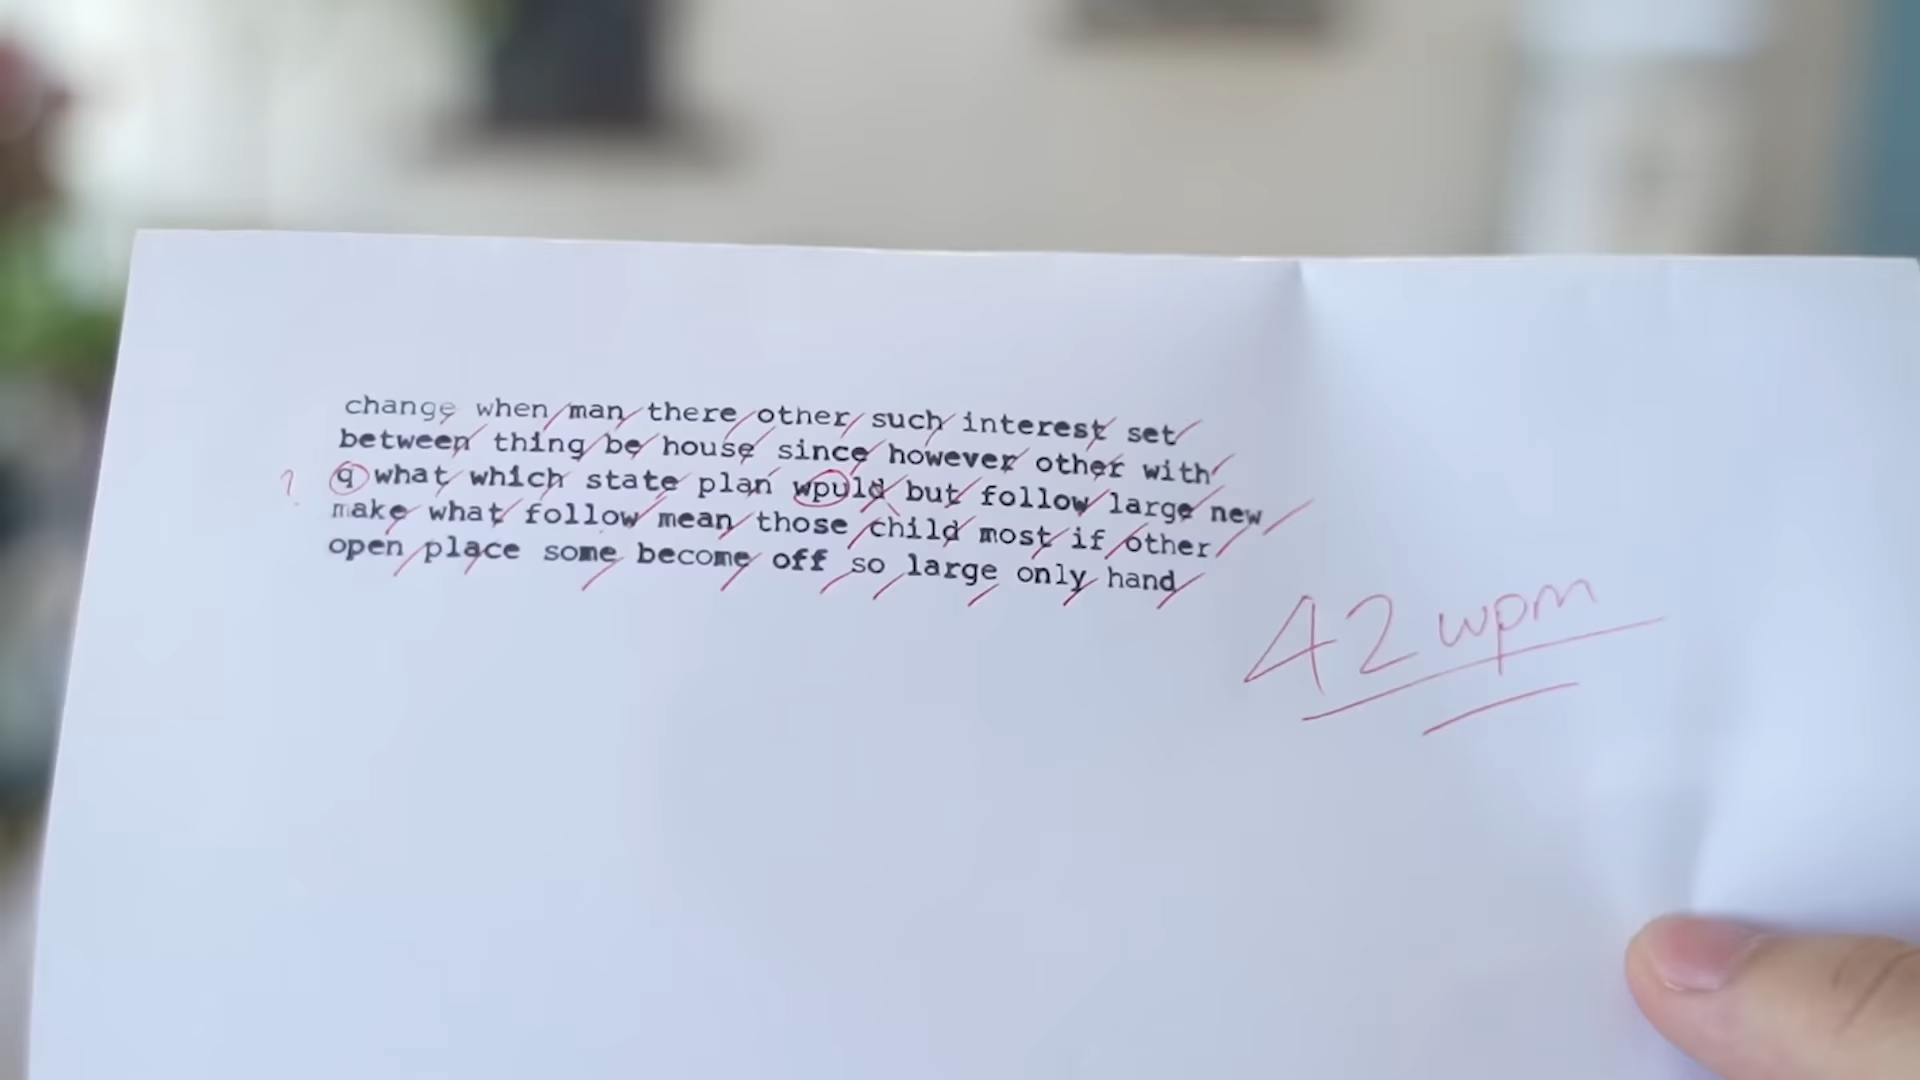 change when man there other such interest set
between thing be house since however other with
? q what which state plan wpuld but follow large new
make what follow mean those child most if other
open place some become off so large only hand
42 wpm